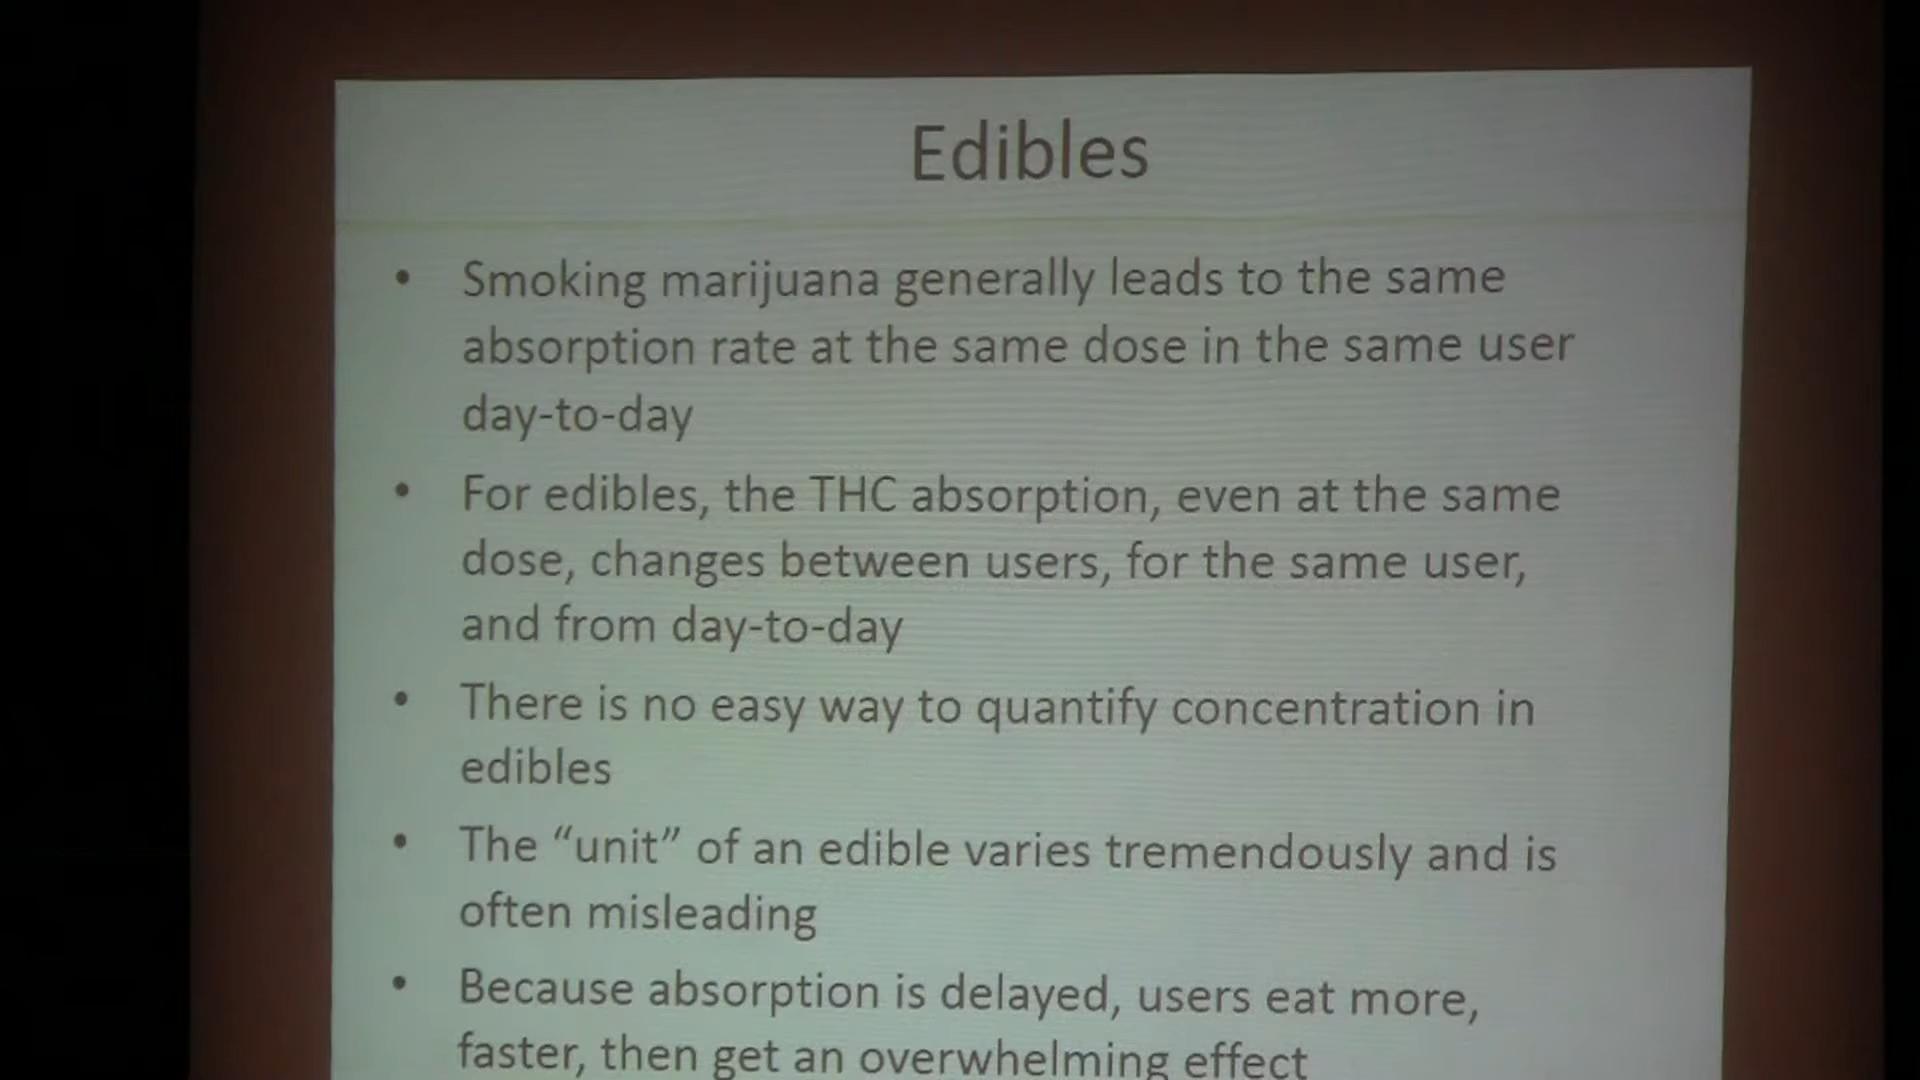 Edibles
• Smoking marijuana generally leads to the same
absorption rate at the same dose in the same user
day-to-day
• For edibles, the THC absorption, even at the same
dose, changes between users, for the same user,
and from day-to-day
• There is no easy way to quantify concentration in
edibles
• The “unit” of an edible varies tremendously and is
often misleading
• Because absorption is delayed, users eat more,
faster, then get an overwhelming effect